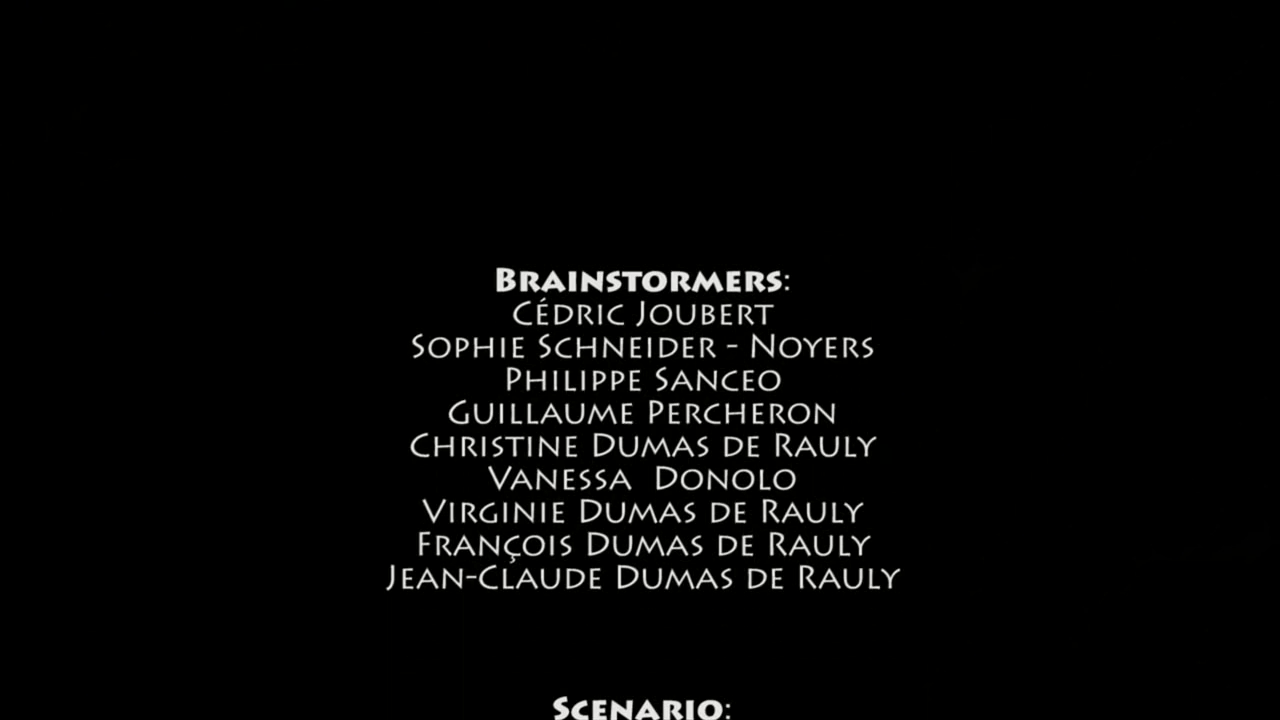 Brainstormers:
Cédric Joubert
Sophie Schneider - Noyers
Philippe Sanceo
Guillaume Percheron
Christine Dumas de Rauly
Vanessa  Donolo
Virginie Dumas de Rauly
François Dumas de Rauly
Jean-Claude Dumas de Rauly
Scenario: